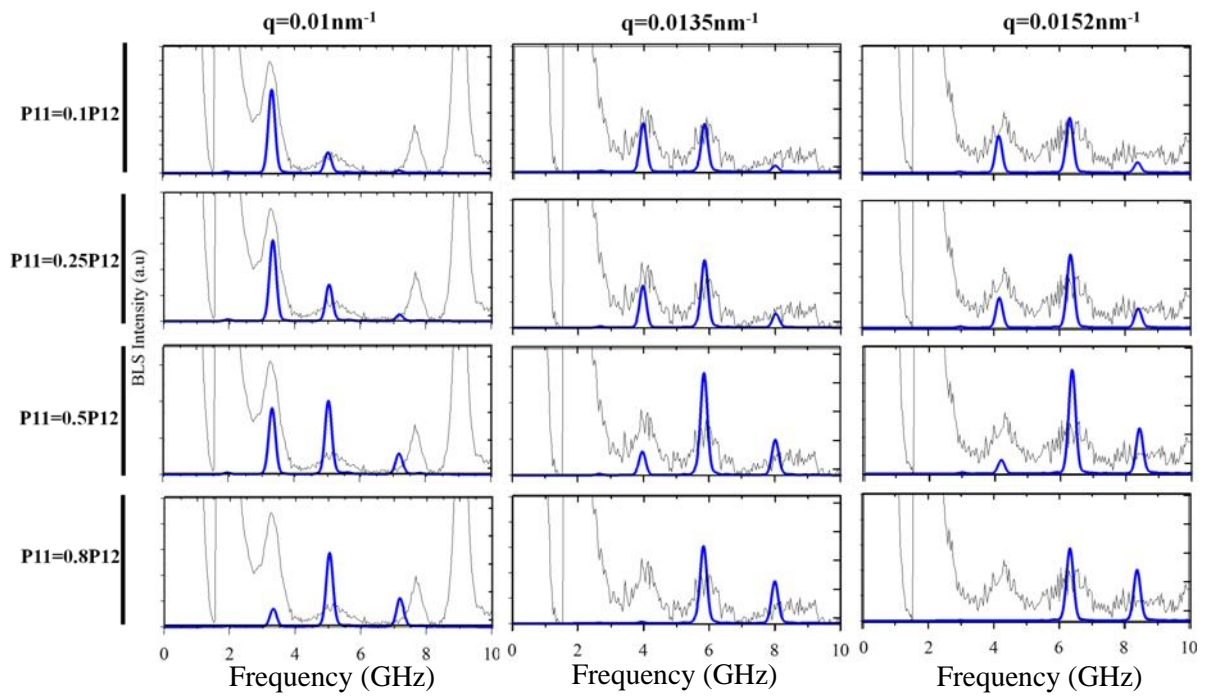 q=0.01nm⁻¹ q=0.0135nm⁻¹ q=0.0152nm⁻¹
P11=0.1P12
P11=0.25P12
BLS Intensity (a.u)
P11=0.5P12
P11=0.8P12
0 2 4 6 8 10 0 2 4 6 8 10 0 2 4 6 8 10
Frequency (GHz) Frequency (GHz) Frequency (GHz)